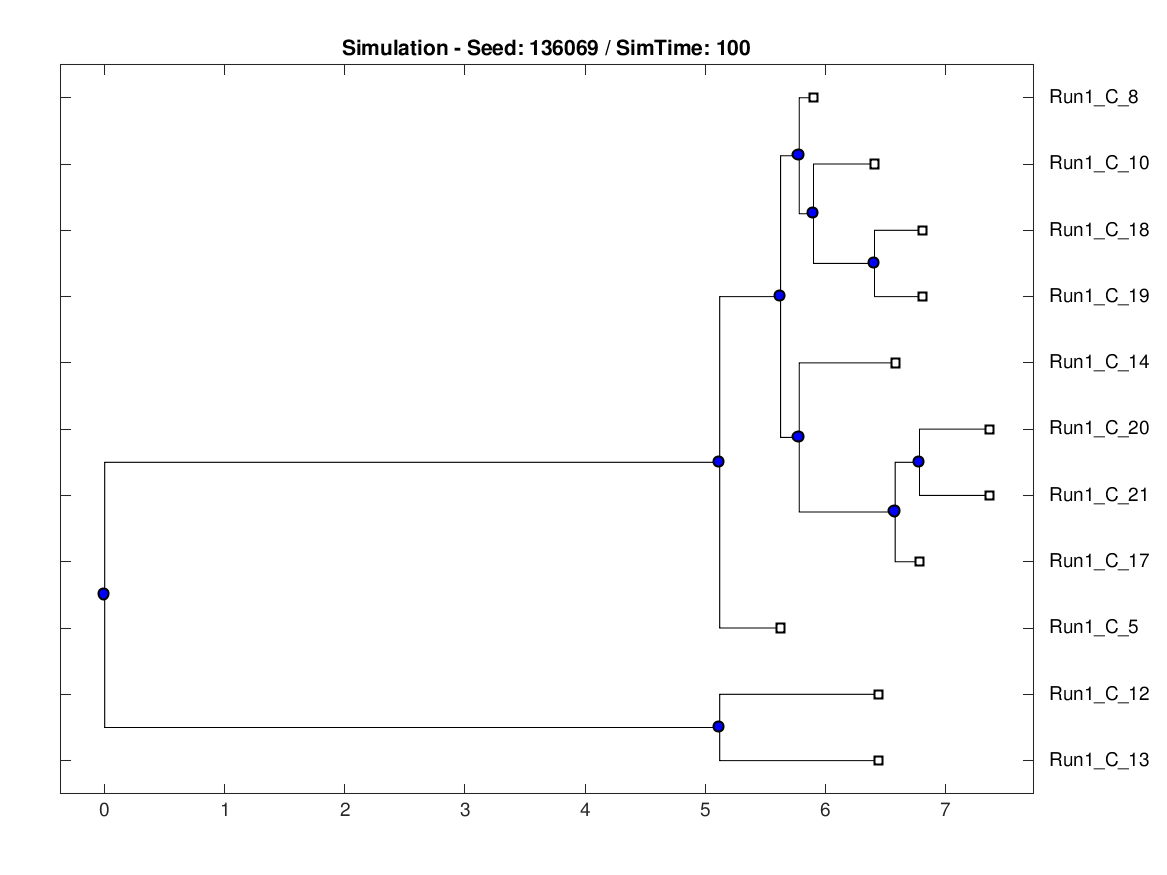 Simulation - Seed: 136069 / SimTime: 100
Run1_C_8
Run1_C_10
Run1_C_18
Run1_C_19
Run1_C_14
Run1_C_20
Run1_C_21
Run1_C_17
Run1_C_5
Run1_C_12
Run1_C_13
0 1 2 3 4 5 6 7